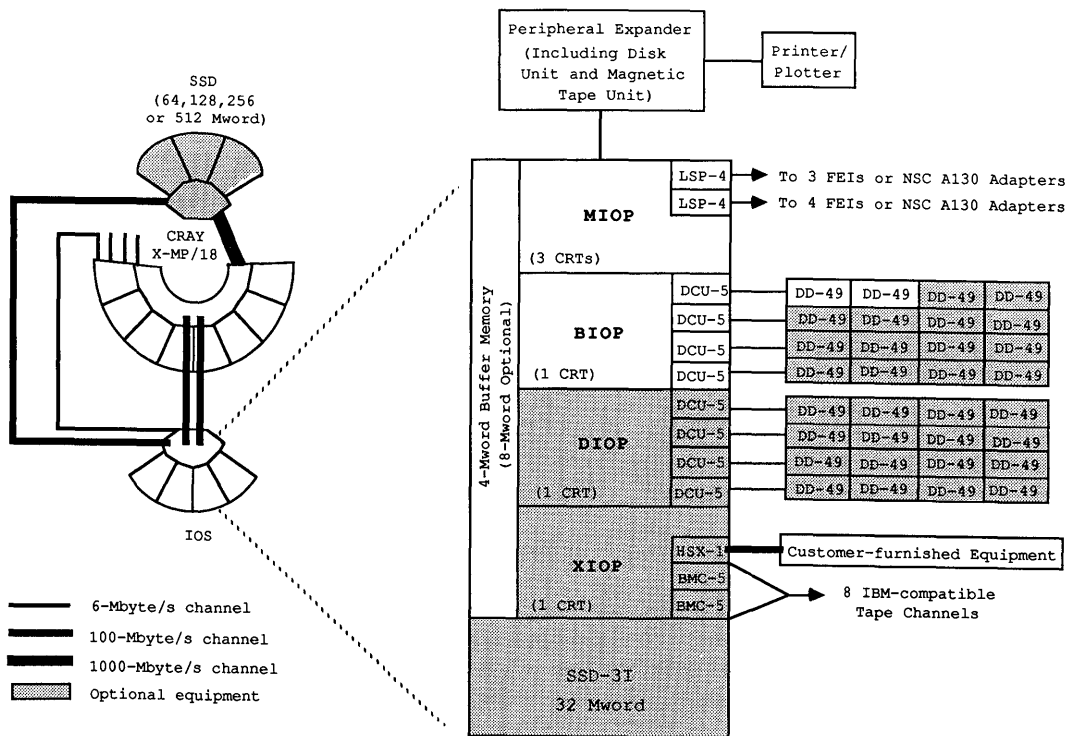 Peripheral Expander
(Including Disk
Unit and Magnetic
Tape Unit)
Printer/
Plotter
SSD
(64,128,256
or 512 Mword)
CRAY
X-MP/18
IOS
6-Mbyte/s channel
100-Mbyte/s channel
1000-Mbyte/s channel
Optional equipment
4-Mword Buffer Memory
(8-Mword Optional)
MIOP
(3 CRTs)
LSP-4
To 3 FEIs or NSC A130 Adapters
LSP-4
To 4 FEIs or NSC A130 Adapters
BIOP
(1 CRT)
DCU-5 DD-49 DD-49 DD-49 DD-49
DCU-5 DD-49 DD-49 DD-49 DD-49
DCU-5 DD-49 DD-49 DD-49 DD-49
DCU-5 DD-49 DD-49 DD-49 DD-49
DIOP
(1 CRT)
DCU-5 DD-49 DD-49 DD-49 DD-49
DCU-5 DD-49 DD-49 DD-49 DD-49
DCU-5 DD-49 DD-49 DD-49 DD-49
DCU-5 DD-49 DD-49 DD-49 DD-49
XIOP
(1 CRT)
HSX-1
Customer-furnished Equipment
BMC-5
BMC-5
8 IBM-compatible
Tape Channels
SSD-3I
32 Mword